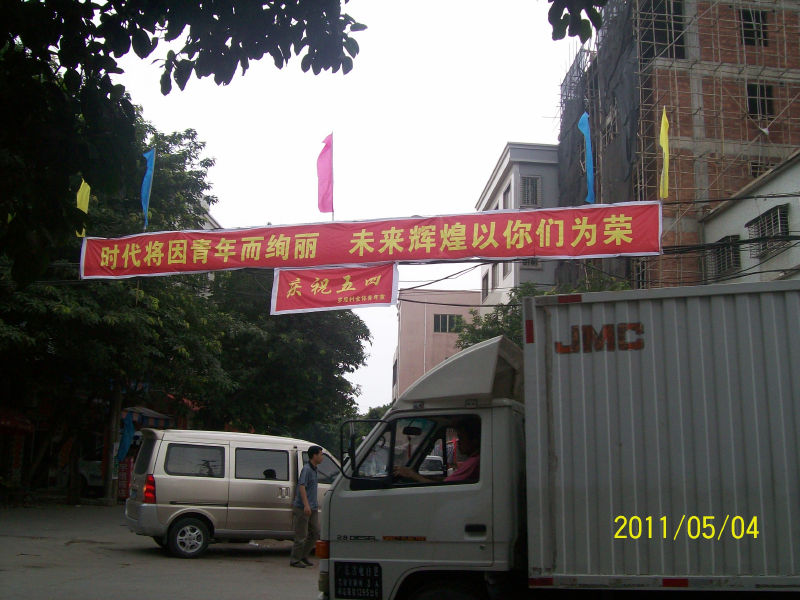 时代将因青年而绚丽 未来辉煌以你们为荣
庆祝五四
JMC
2.8 DIESEL
2011/05/04